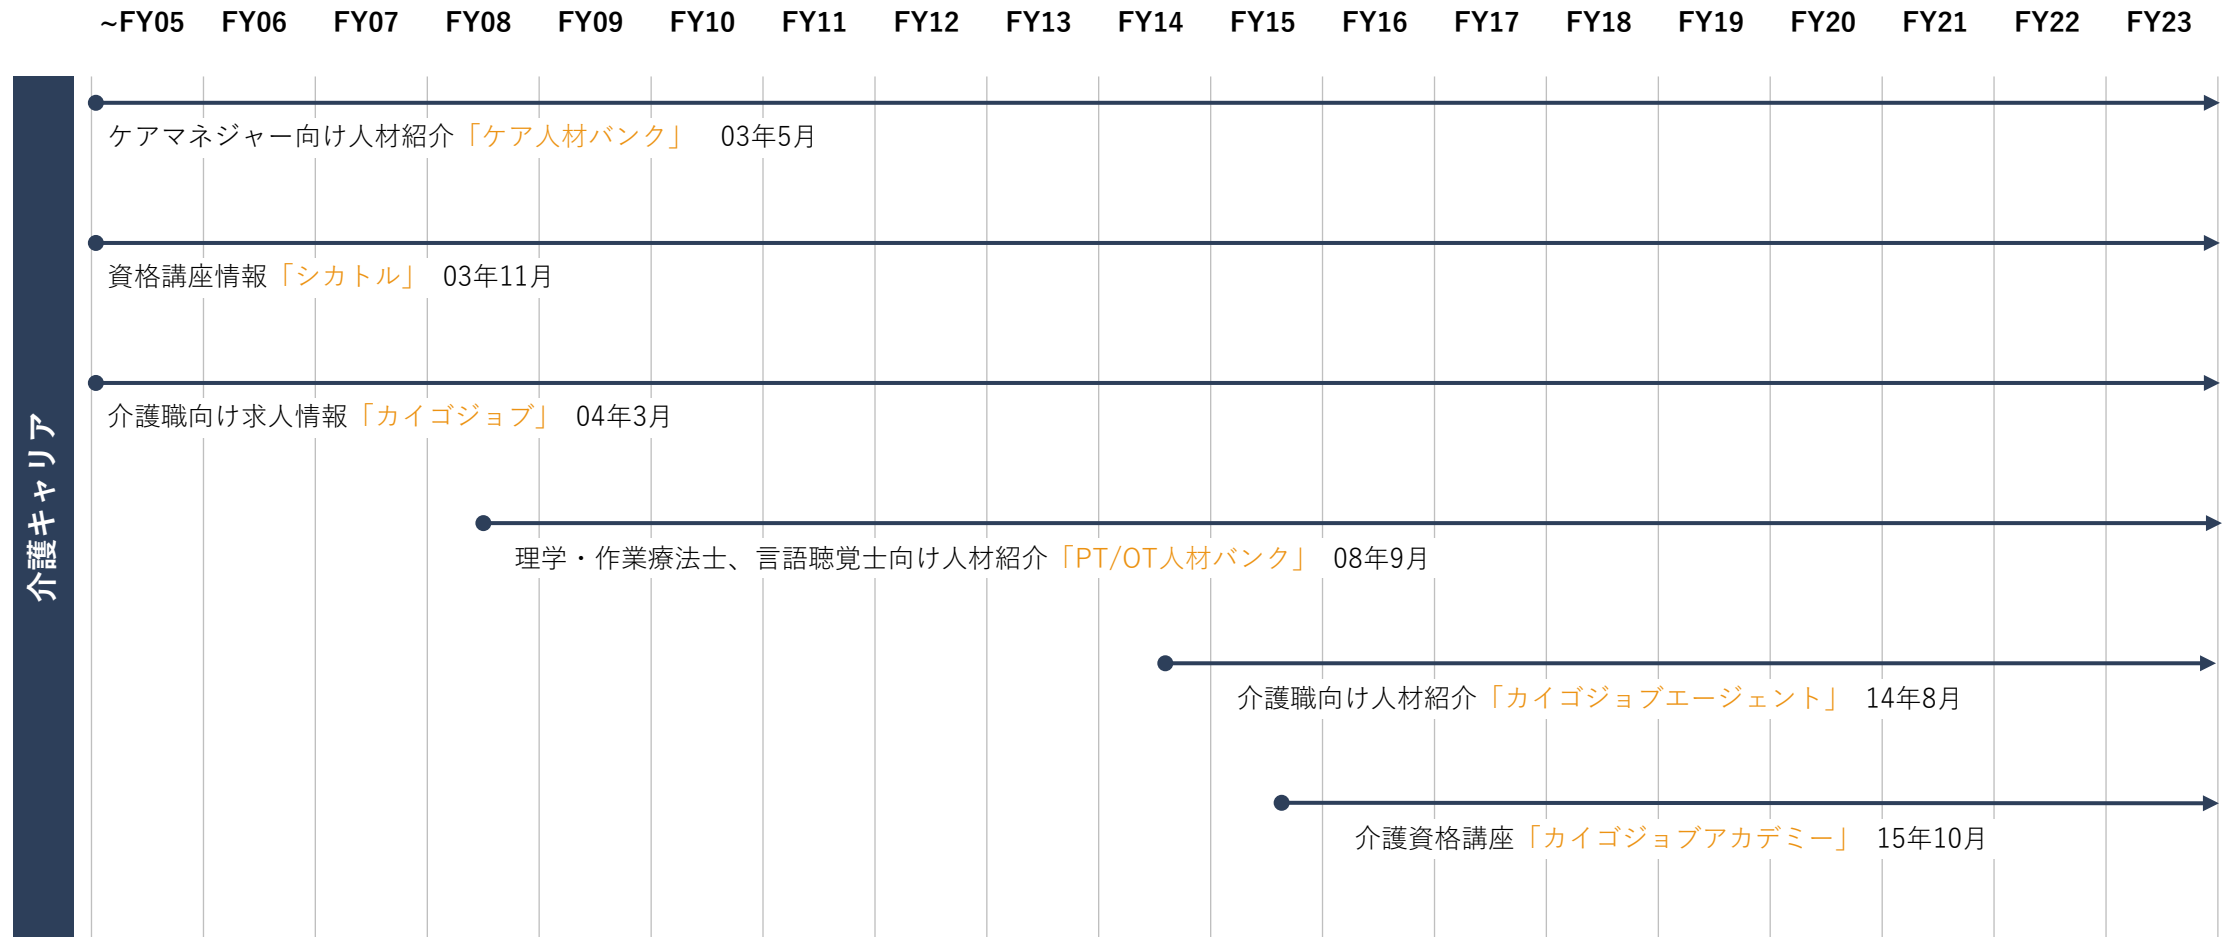 ~FY05 FY06 FY07 FY08 FY09 FY10 FY11 FY12 FY13 FY14 FY15 FY16 FY17 FY18 FY19 FY20 FY21 FY22 FY23
介護キャリア
ケアマネジャー向け人材紹介「ケア人材バンク」 03年5月
資格講座情報「シカトル」 03年11月
介護職向け求人情報「カイゴジョブ」 04年3月
理学・作業療法士、言語聴覚士向け人材紹介「PT/OT人材バンク」 08年9月
介護職向け人材紹介「カイゴジョブエージェント」 14年8月
介護資格講座「カイゴジョブアカデミー」 15年10月